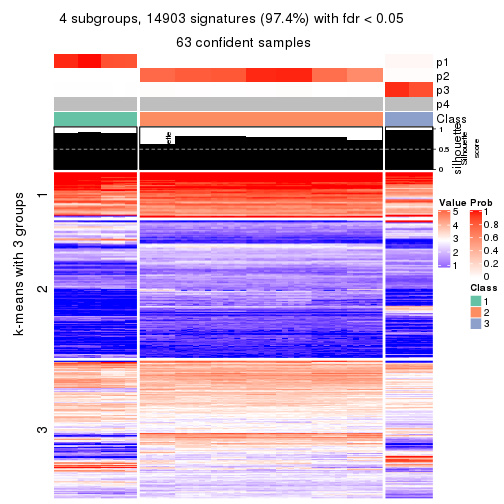 4 subgroups, 14903 signatures (97.4%) with fdr < 0.05
63 confident samples
p1
p2
p3
p4
Class
1
0.5
0
silhouette
Silhouette
score
k-means with 3 groups
1
2
3
Value
5
4
3
2
1
Prob
1
0.8
0.6
0.4
0.2
0
Class
1
2
3